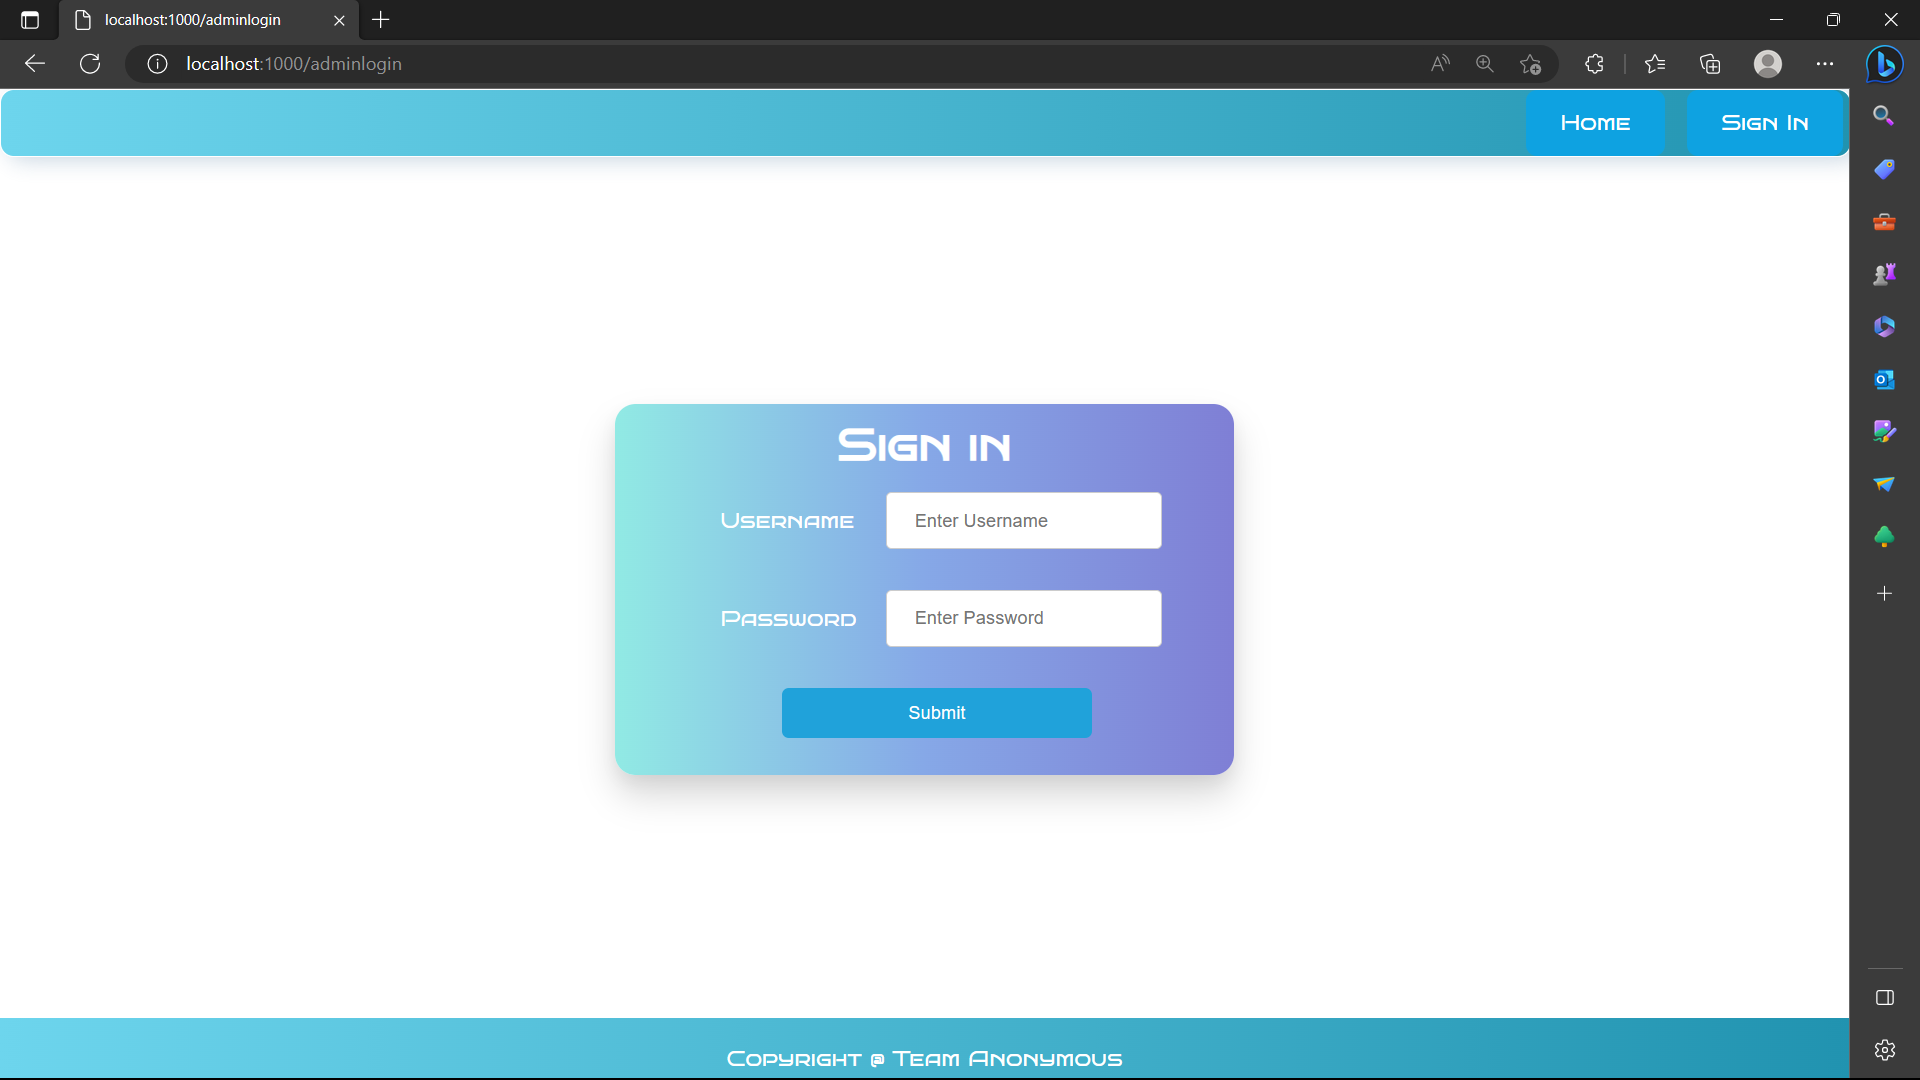 localhost:1000/adminlogin
localhost:1000/adminlogin
Home Sign In
Sign in
Username Enter Username
Password Enter Password
Submit
Copyright @ Team Anonymous